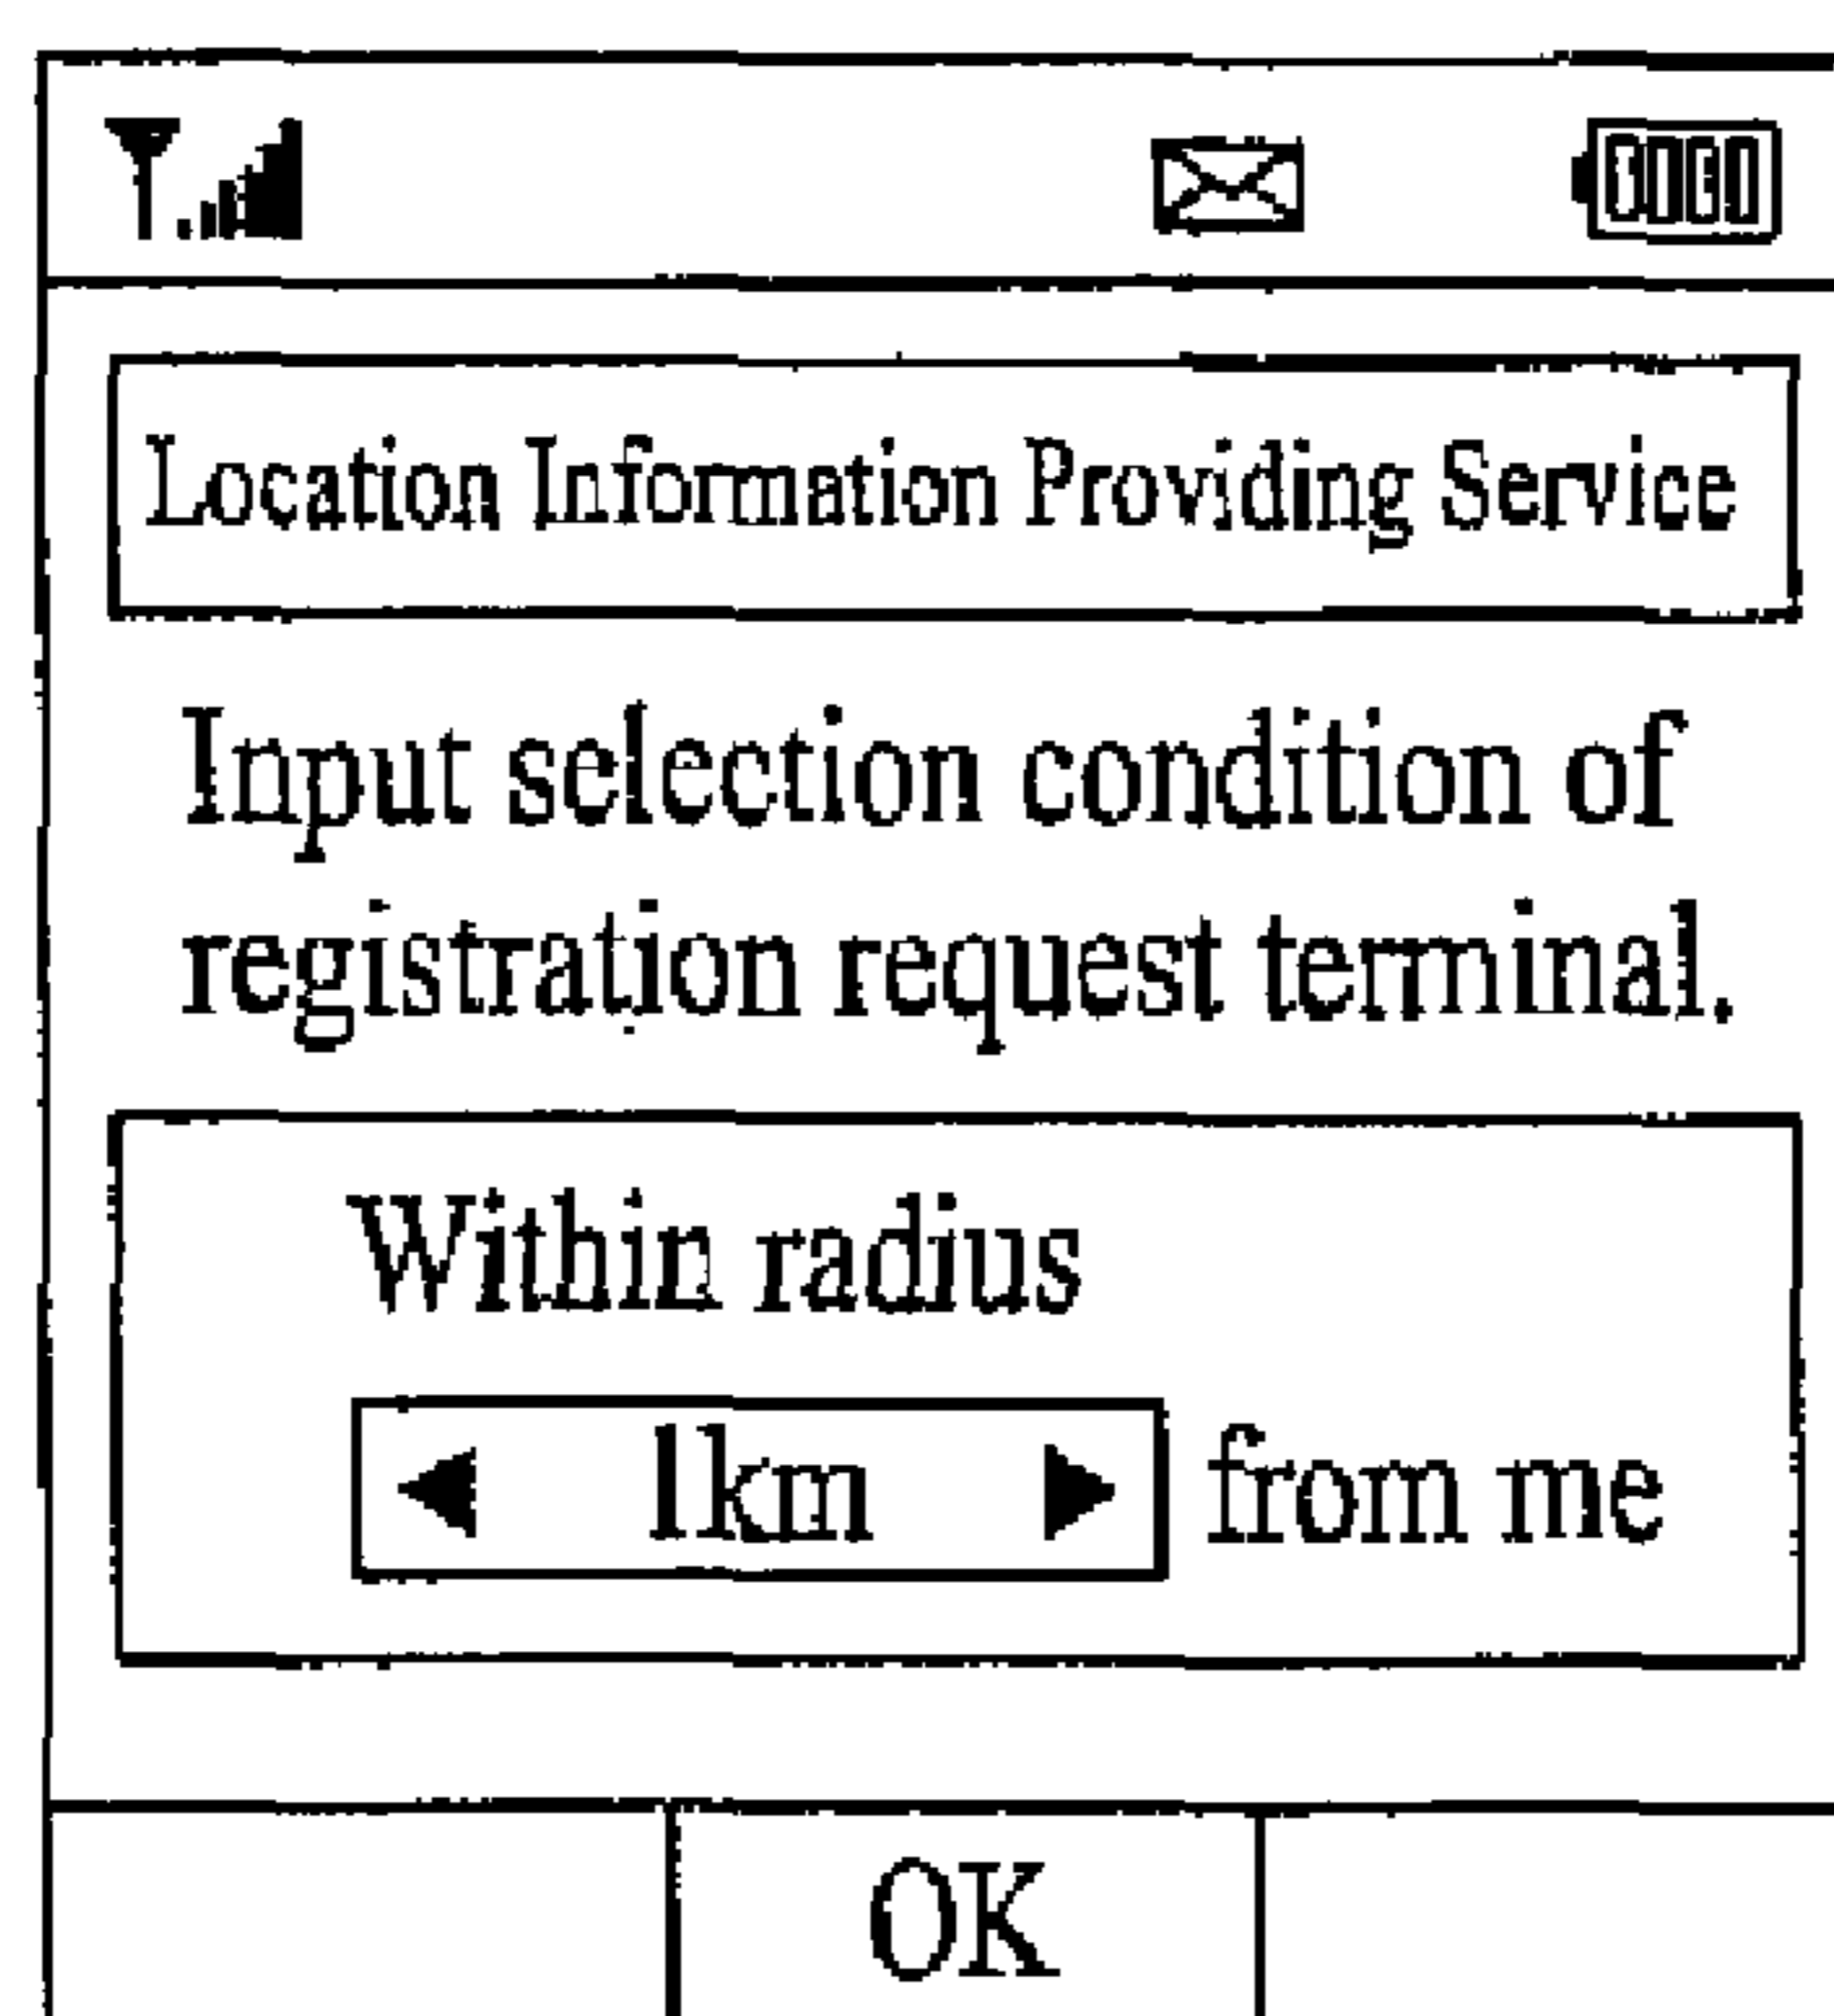 Location Information Providing Service
Input selection condition of
registration request terminal.
Within radius
◀ 1km ▶ from me
OK